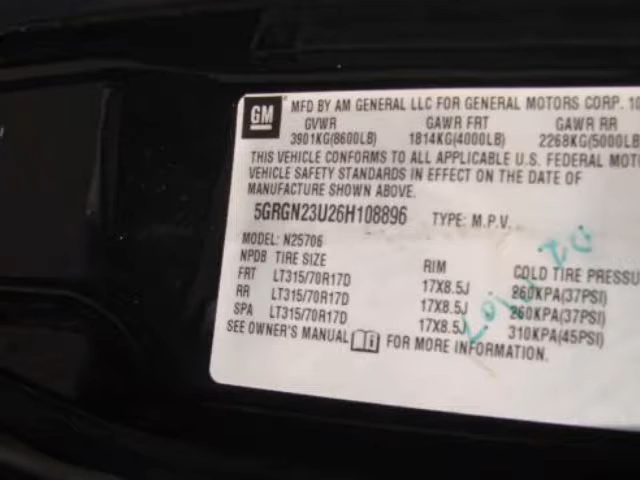 GM
MFD BY AM GENERAL LLC FOR GENERAL MOTORS CORP. 10
GVWR GAWR FRT GAWR RR
3901KG(8600LB) 1814KG(4000LB) 2268KG(5000LB
THIS VEHICLE CONFORMS TO ALL APPLICABLE U.S. FEDERAL MOTO
VEHICLE SAFETY STANDARDS IN EFFECT ON THE DATE OF
MANUFACTURE SHOWN ABOVE.
5GRGN23U26H108896 TYPE: M.P.V.
MODEL: N25706
NPDB TIRE SIZE RIM COLD TIRE PRESSU
FRT LT315/70R17D 17X8.5J 260KPA(37PSI)
RR LT315/70R17D 17X8.5J 260KPA(37PSI)
SPA LT315/70R17D 17X8.5J 310KPA(45PSI)
SEE OWNER'S MANUAL FOR MORE INFORMATION.